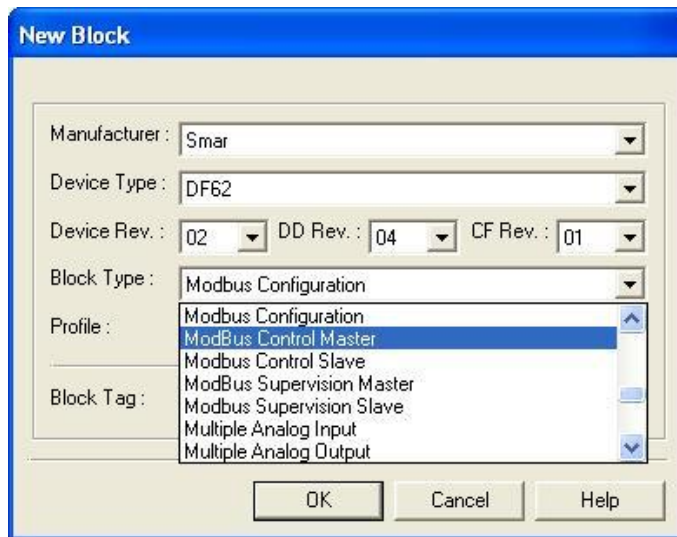 New Block
Manufacturer : Smar
Device Type : DF62
Device Rev. : 02 DD Rev. : 04 CF Rev. : 01
Block Type : Modbus Configuration
Modbus Configuration
Profile : ModBus Control Master
Modbus Control Slave
ModBus Supervision Master
Block Tag : Modbus Supervision Slave
Multiple Analog Input
Multiple Analog Output
OK Cancel Help